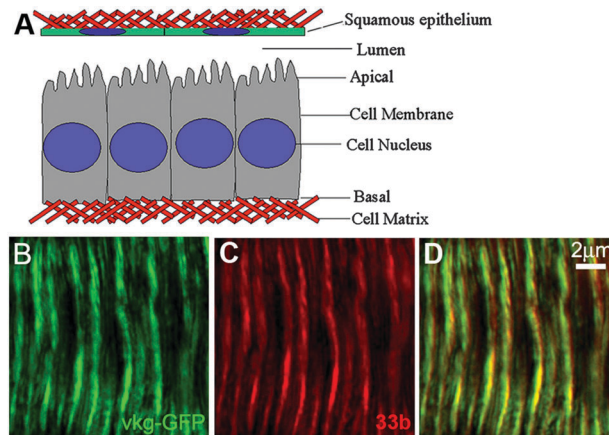 A
Squamous epithelium
Lumen
Apical
Cell Membrane
Cell Nucleus
Basal
Cell Matrix
B
vkg-GFP
C
33b
D
2μm